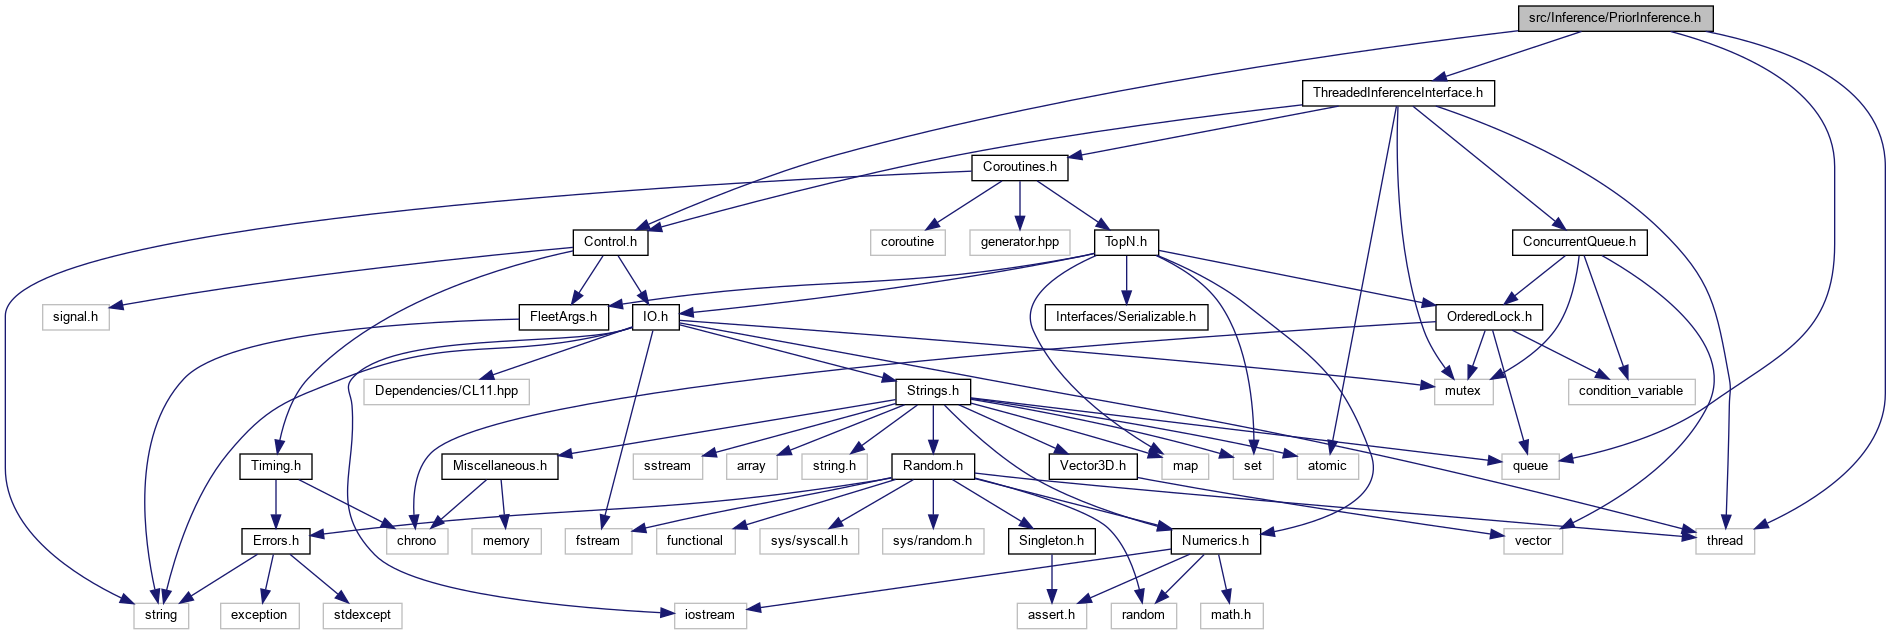 src/Inference/PriorInference.h
ThreadedInferenceInterface.h
Coroutines.h
Control.h
coroutine
generator.hpp
TopN.h
ConcurrentQueue.h
signal.h
FleetArgs.h
IO.h
Interfaces/Serializable.h
OrderedLock.h
Dependencies/CL11.hpp
Strings.h
mutex
condition_variable
Timing.h
Miscellaneous.h
sstream
array
string.h
Random.h
Vector3D.h
map
set
atomic
queue
Errors.h
chrono
memory
fstream
functional
sys/syscall.h
sys/random.h
Singleton.h
Numerics.h
vector
thread
string
exception
stdexcept
iostream
assert.h
random
math.h